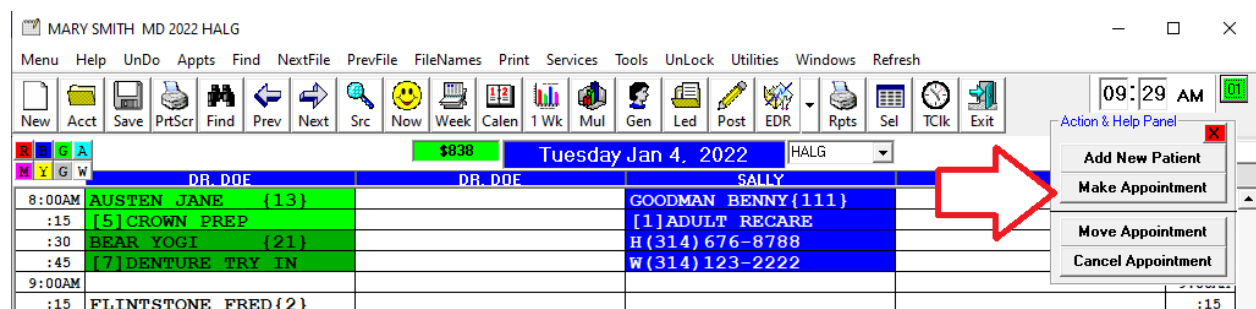 MARY SMITH MD 2022 HALG
Menu Help UnDo Appts Find NextFile PrevFile FileNames Print Services Tools UnLock Utilities Windows Refresh
New Acct Save PrtScr Find Prev Next Src Now Week Calen 1 Wk Mul Gen Led Post EDR Rpts Sel TClk Exit
09:29 AM 01
Action & Help Panel
X
R B G A
M Y G W
$838 Tuesday Jan 4, 2022 HALG
Add New Patient
Make Appointment
Move Appointment
Cancel Appointment
DR. DOE DR. DOE SALLY
8:00AM AUSTEN JANE {13} GOODMAN BENNY{111}
:15 [5]CROWN PREP [1]ADULT RECARE
:30 BEAR YOGI {21} H(314)676-8788
:45 [7]DENTURE TRY IN W(314)123-2222
9:00AM
:15 FLINTSTONE FRED{2} :15